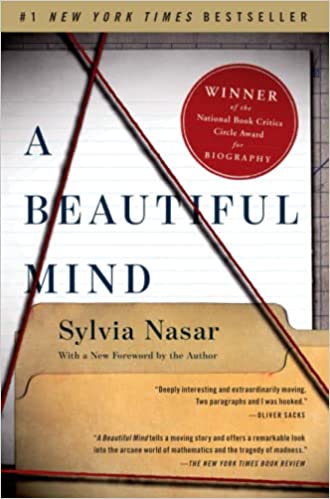 #1 NEW YORK TIMES BESTSELLER
WINNER
of the
National Book Critics
Circle Award
for
BIOGRAPHY
A
BEAUTIFUL
MIND
Sylvia Nasar
With a New Foreword by the Author
"Deeply interesting and extraordinarily moving.
Two paragraphs and I was hooked."
—OLIVER SACKS
"A Beautiful Mind tells a moving story and offers a remarkable look
into the arcane world of mathematics and the tragedy of madness."
—THE NEW YORK TIMES BOOK REVIEW